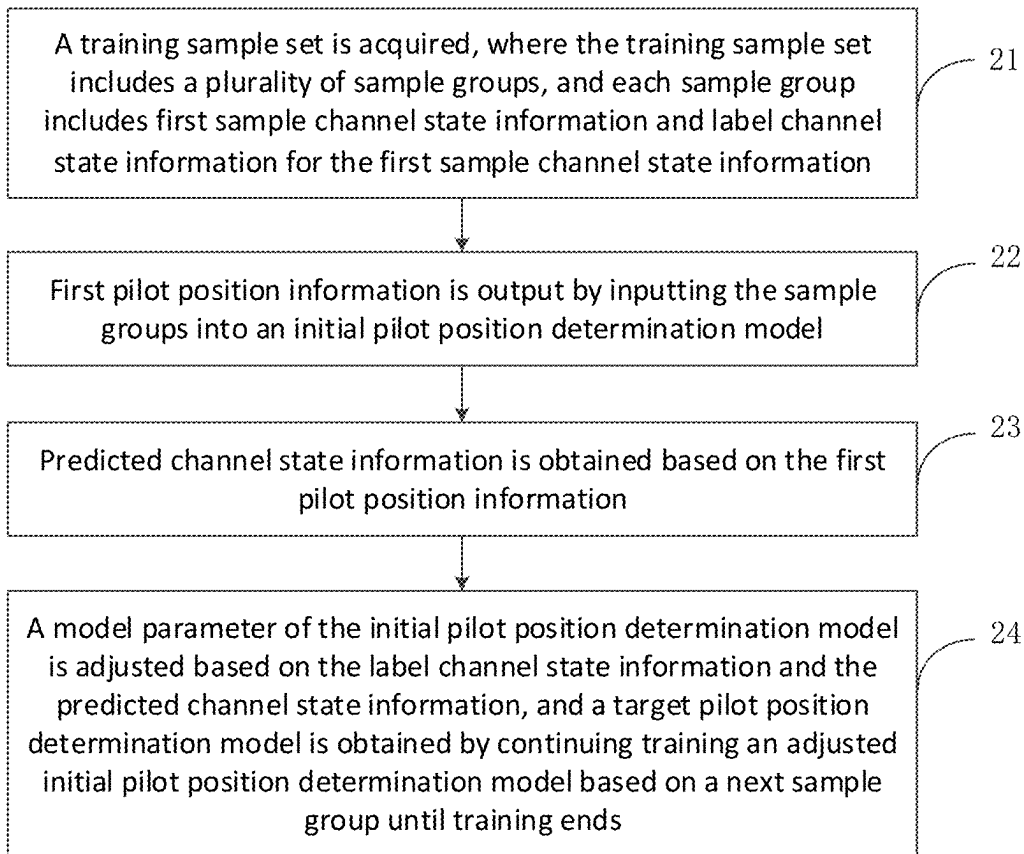 A training sample set is acquired, where the training sample set
includes a plurality of sample groups, and each sample group
includes first sample channel state information and label channel
state information for the first sample channel state information
21
First pilot position information is output by inputting the sample
groups into an initial pilot position determination model
22
Predicted channel state information is obtained based on the first
pilot position information
23
A model parameter of the initial pilot position determination model
is adjusted based on the label channel state information and the
predicted channel state information, and a target pilot position
determination model is obtained by continuing training an adjusted
initial pilot position determination model based on a next sample
group until training ends
24